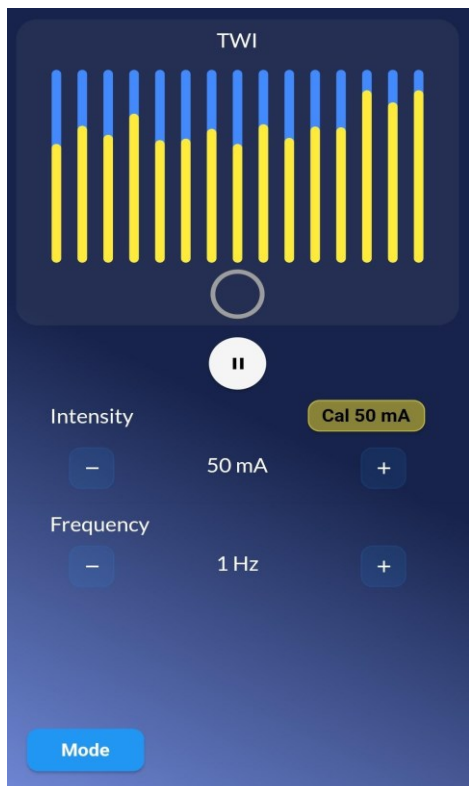 TWI
Intensity
Cal 50 mA
−
50 mA
+
Frequency
−
1 Hz
+
Mode